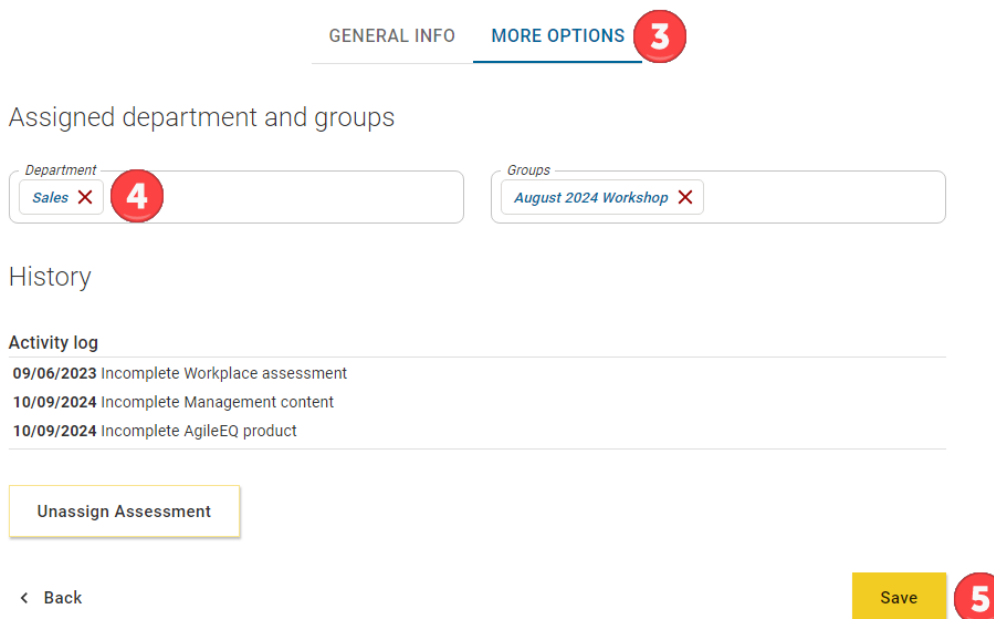 GENERAL INFO MORE OPTIONS 3
Assigned department and groups
Department Groups
Sales 4 August 2024 Workshop
History
Activity log
09/06/2023 Incomplete Workplace assessment
10/09/2024 Incomplete Management content
10/09/2024 Incomplete AgileEQ product
Unassign Assessment
Back Save 5